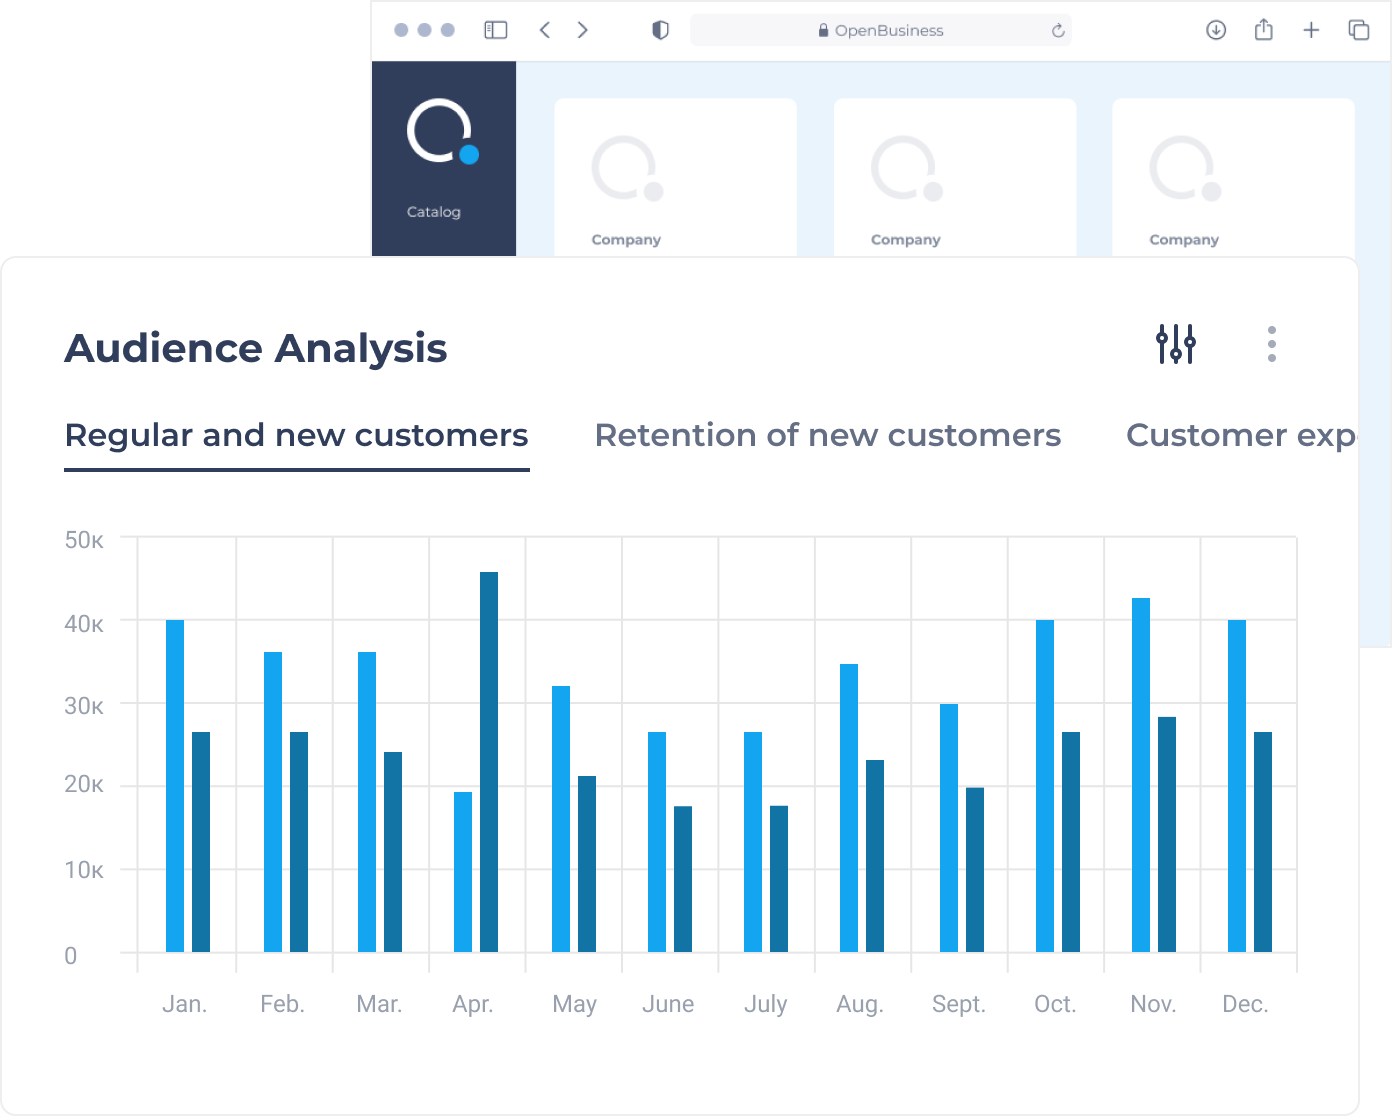 OpenBusiness
Catalog
Company
Company
Company
Audience Analysis
Regular and new customers
Retention of new customers
Customer exp
50к
40к
30к
20к
10к
0
Jan.
Feb.
Mar.
Apr.
May
June
July
Aug.
Sept.
Oct.
Nov.
Dec.